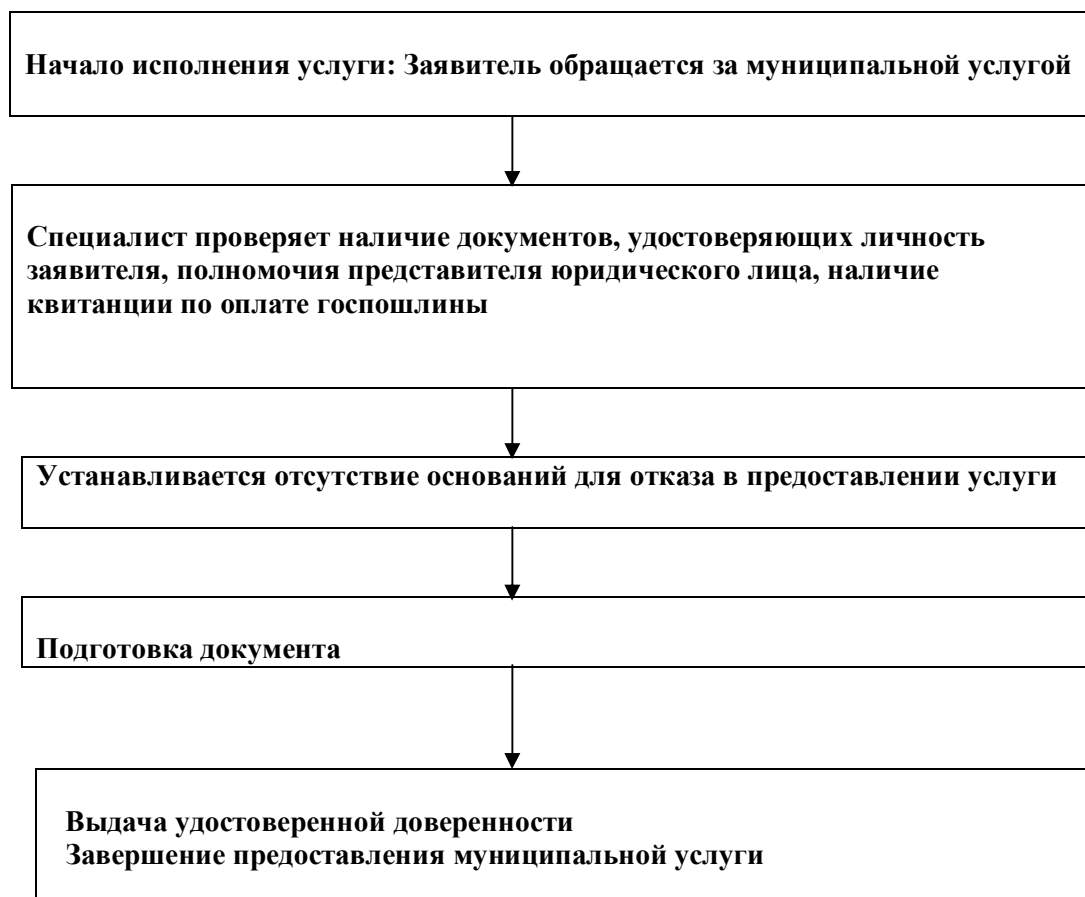 Начало исполнения услуги: Заявитель обращается за муниципальной услугой
Специалист проверяет наличие документов, удостоверяющих личность
заявителя, полномочия представителя юридического лица, наличие
квитанции по оплате госпошлины
Устанавливается отсутствие оснований для отказа в предоставлении услуги
Подготовка документа
Выдача удостоверенной доверенности
Завершение предоставления муниципальной услуги